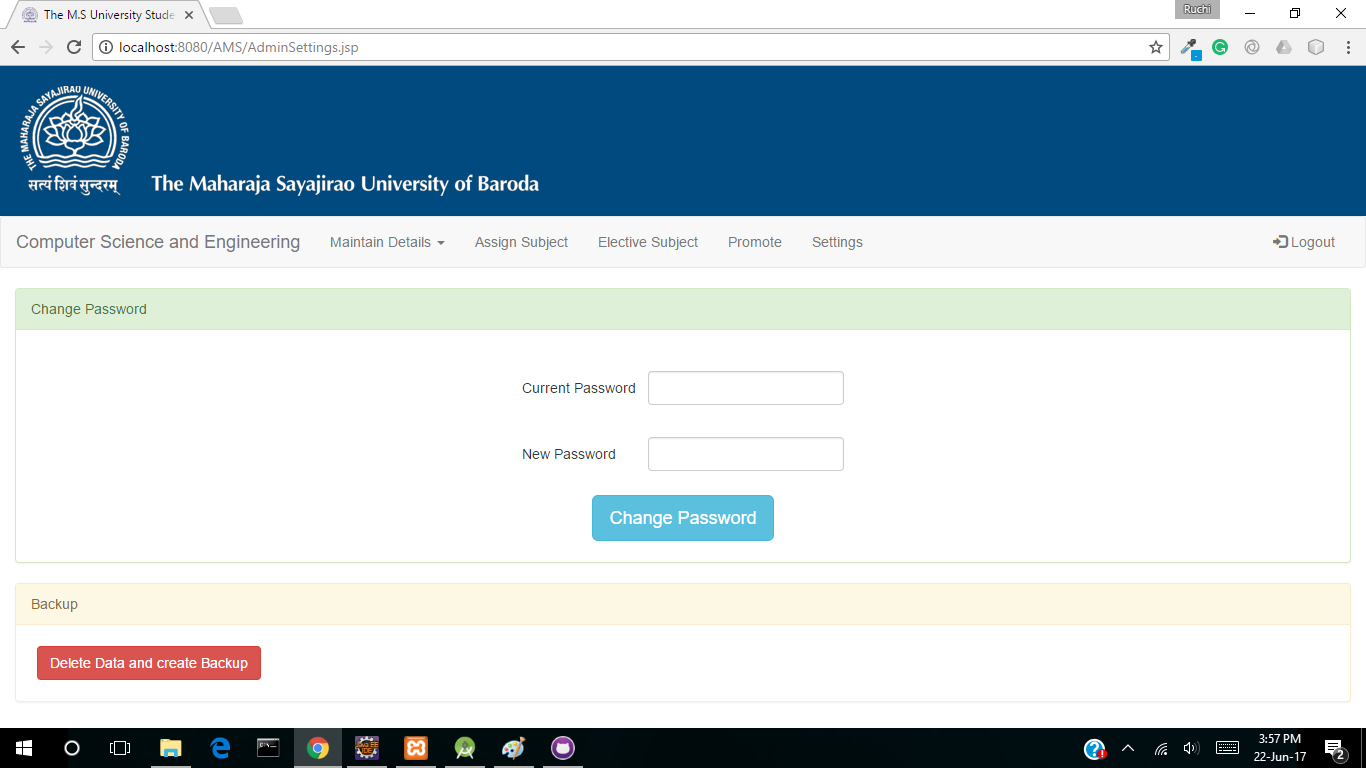 The M.S University Stude
Ruchi
localhost:8080/AMS/AdminSettings.jsp
THE MAHARAJA SAYAJIRAO UNIVERSITY OF BARODA
सत्यं शिवं सुन्दरम्
The Maharaja Sayajirao University of Baroda
Computer Science and Engineering Maintain Details Assign Subject Elective Subject Promote Settings Logout
Change Password
Current Password
New Password
Change Password
Backup
Delete Data and create Backup
3:57 PM
22-Jun-17
2